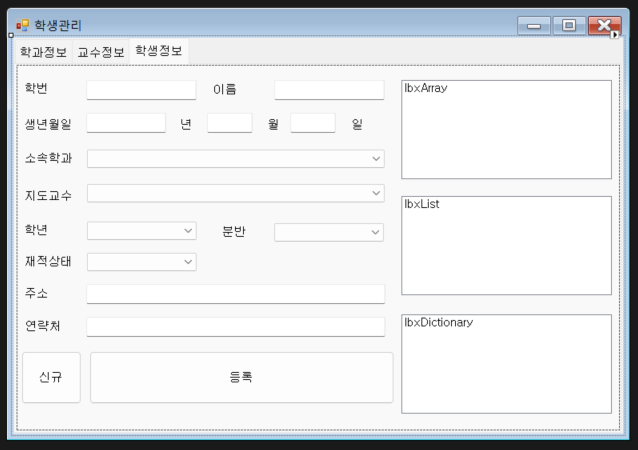 학생관리
학과정보 교수정보 학생정보
학번 이름
생년월일 년 월 일
소속학과
지도교수
학년 분반
재적상태
주소
연락처
신규 등록
lbxArray
lbxList
lbxDictionary